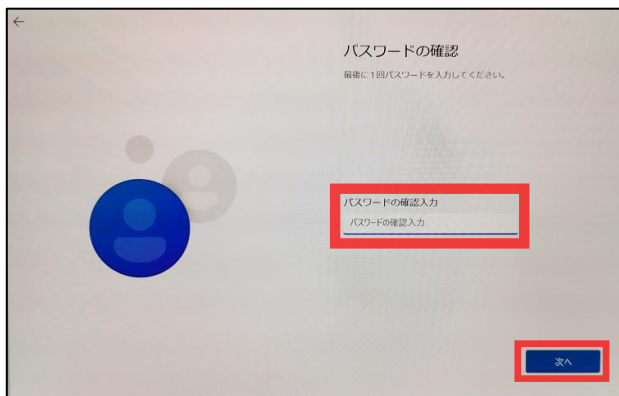 パスワードの確認
最後に1回パスワードを入力してください。
パスワードの確認入力
パスワードの確認入力
次へ